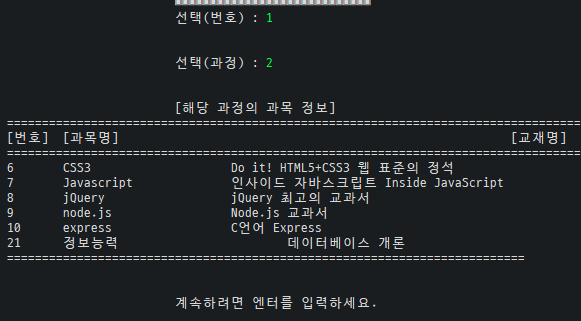 선택(번호) : 1
선택(과정) : 2
[해당 과정의 과목 정보]
==================================================================================
[번호] [과목명] [교재명]
==================================================================================
6 CSS3 Do it! HTML5+CSS3 웹 표준의 정석
7 Javascript 인사이드 자바스크립트 Inside JavaScript
8 jQuery jQuery 최고의 교과서
9 node.js Node.js 교과서
10 express C언어 Express
21 정보능력 데이터베이스 개론
==========================================================================
계속하려면 엔터를 입력하세요.